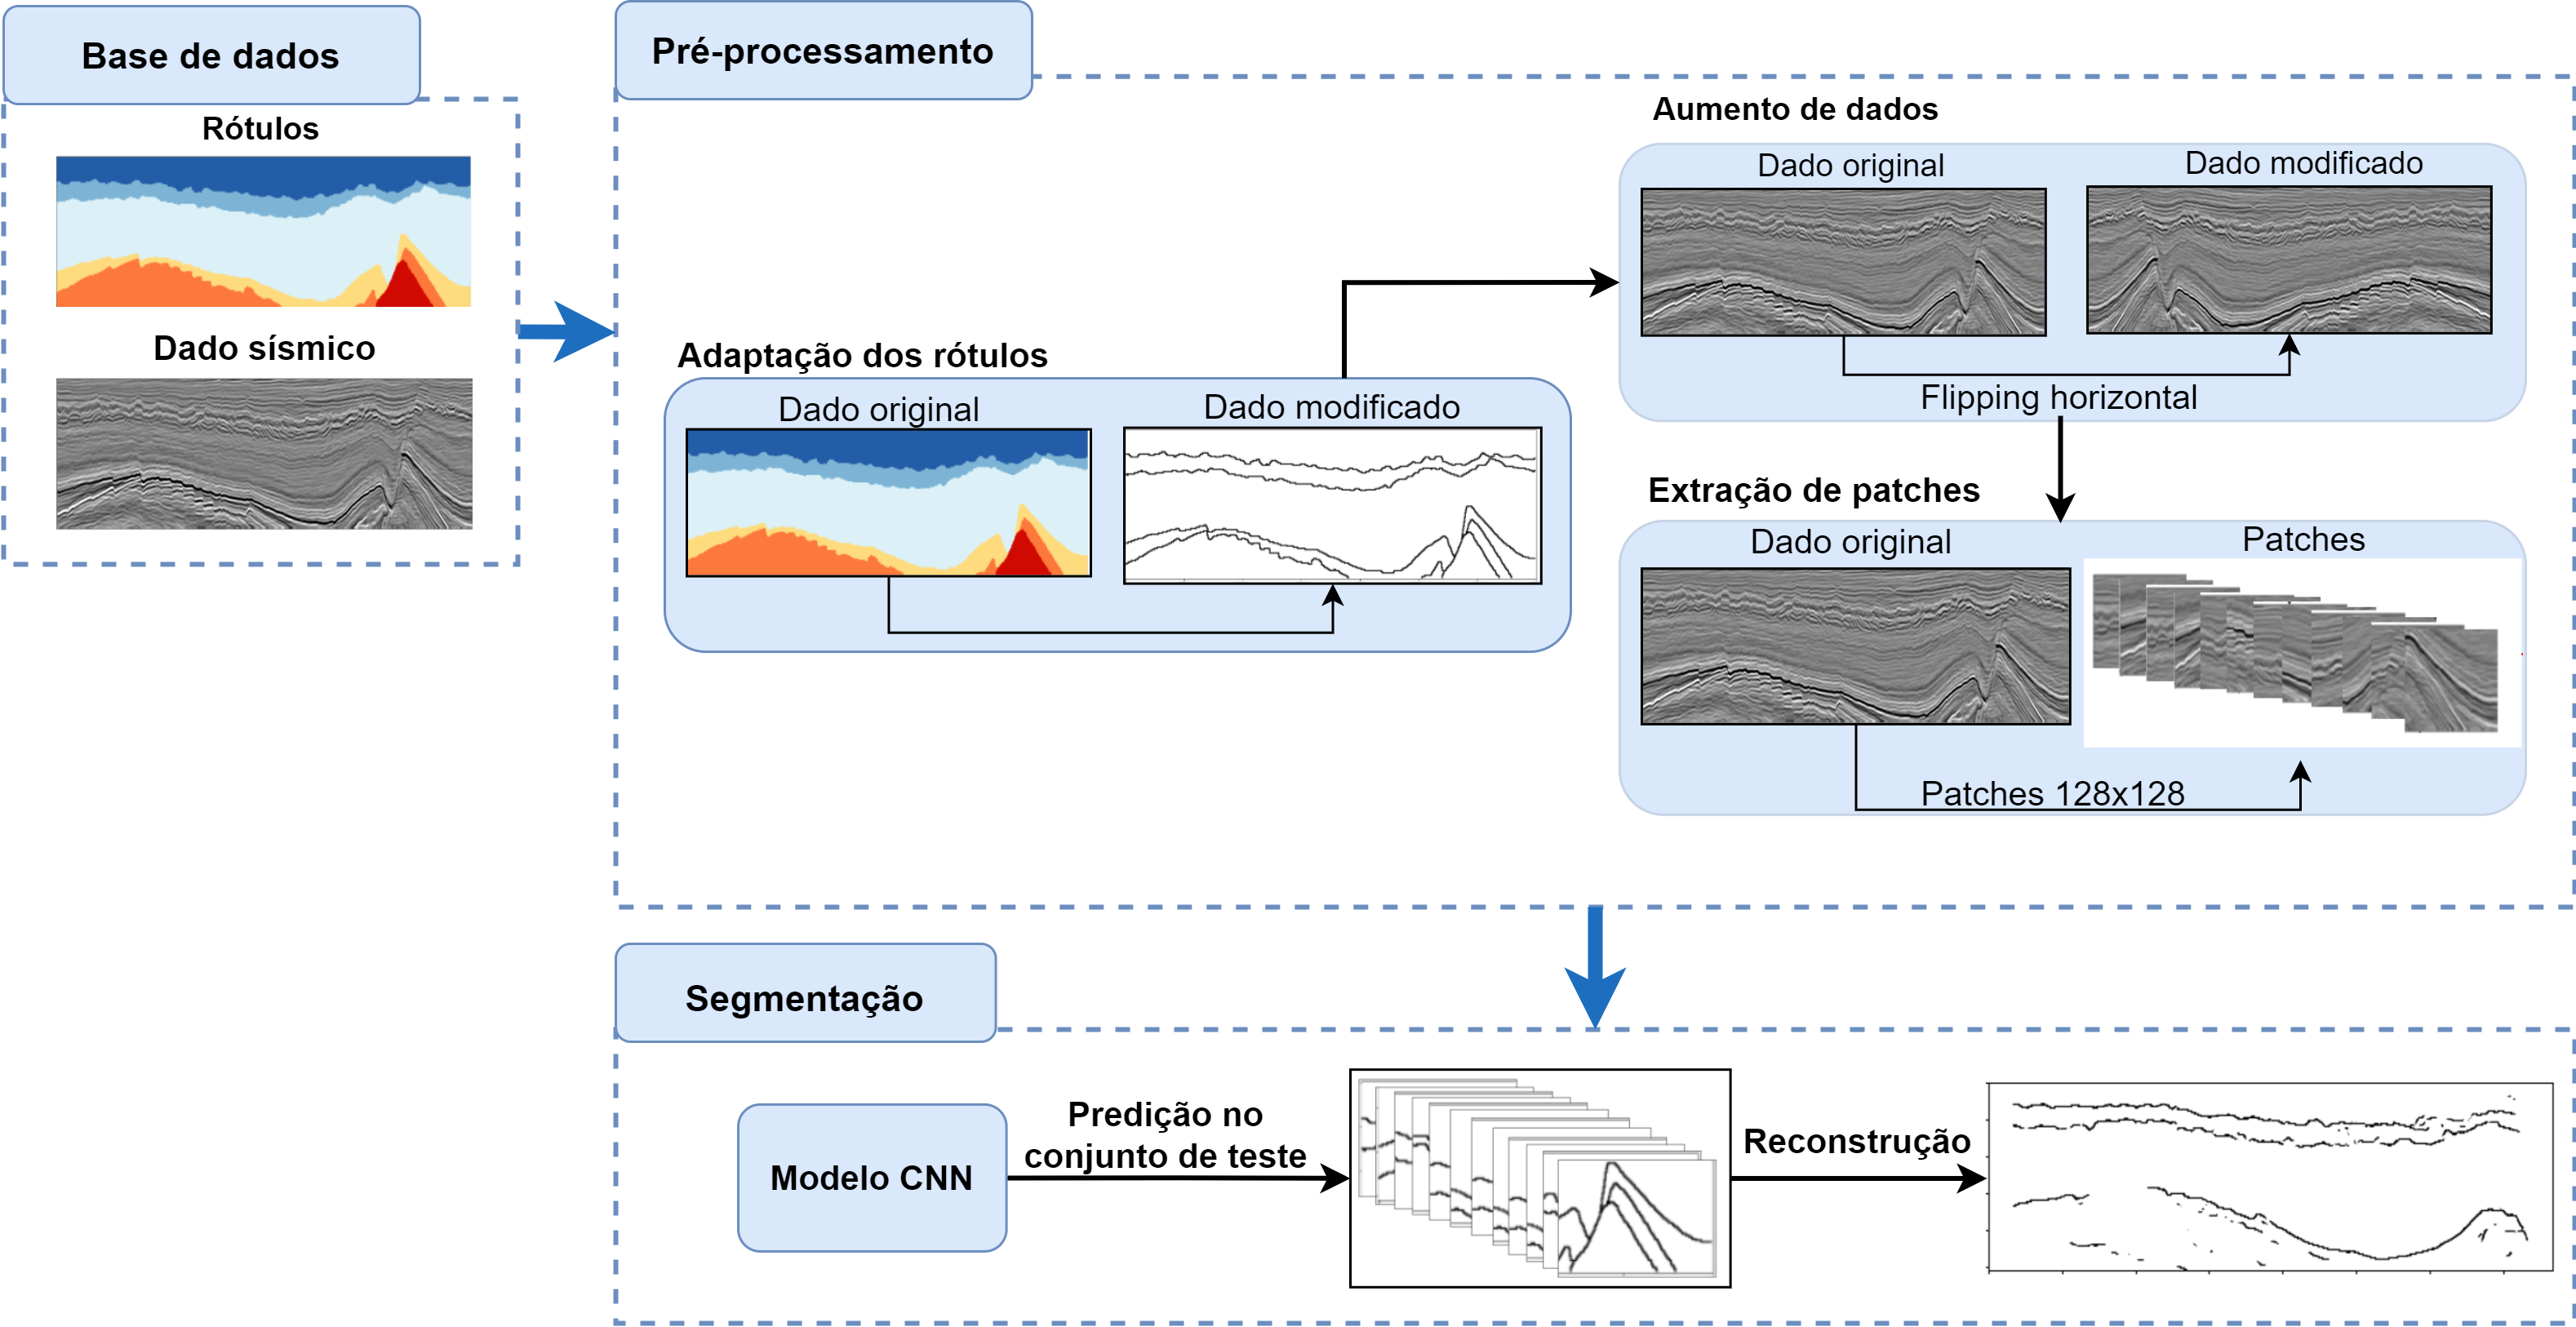 Base de dados
Rótulos
Dado sísmico
Pré-processamento
Adaptação dos rótulos
Dado original
Dado modificado
Aumento de dados
Dado original
Dado modificado
Flipping horizontal
Extração de patches
Dado original
Patches
Patches 128x128
Segmentação
Modelo CNN
Predição no
conjunto de teste
Reconstrução